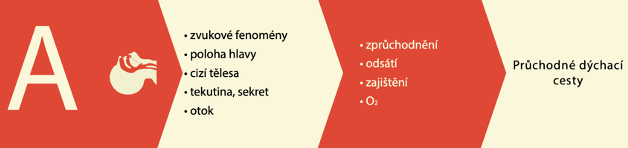 A
• zvukové fenomény
• poloha hlavy
• cizí tělesa
• tekutina, sekret
• otok
• zprůchodnění
• odsátí
• zajištění
• O₂
Průchodné dýchací
cesty